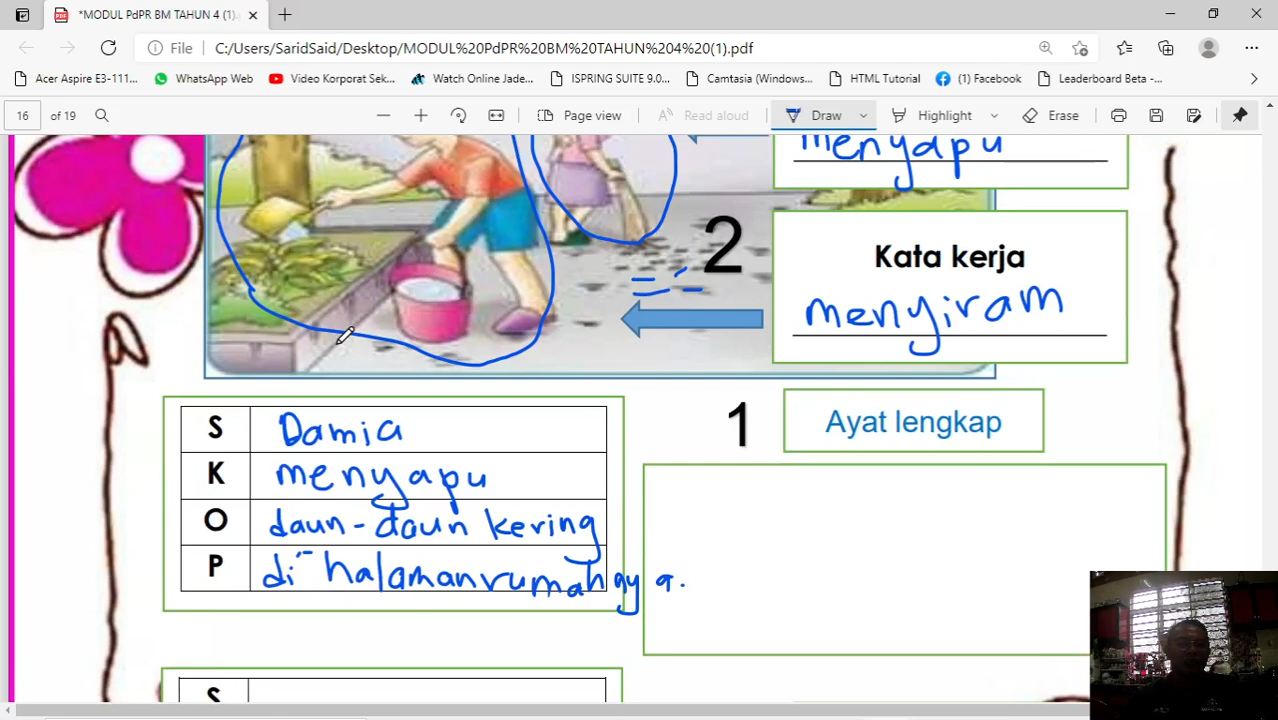 *MODUL PdPR BM TAHUN 4 (1).pdf
File C:/Users/SaridSaid/Desktop/MODUL%20PdPR%20BM%20TAHUN%204%20(1).pdf
Acer Aspire E3-111... WhatsApp Web Video Korporat Sek... Watch Online Jade... ISPRING SUITE 9.0... Camtasia (Windows... HTML Tutorial (1) Facebook Leaderboard Beta -...
16 of 19 Page view Read aloud Draw Highlight Erase
menyapu
2
Kata kerja
menyiram
S Damia
K menyapu
O daun-daun kering
P di halamanrumahnya.
1 Ayat lengkap
S